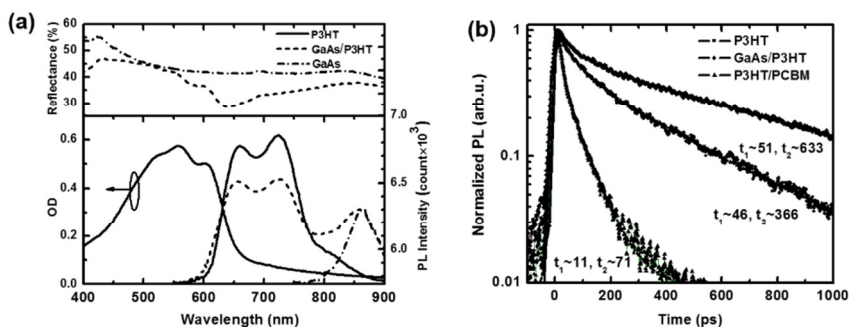 (a)
60
50
40
30
Reflectance (%)
P3HT
GaAs/P3HT
GaAs
7.0
0.6
0.4
0.2
0.0
OD
6.5
6.0
PL Intensity (count×10³)
400 500 600 700 800 900
Wavelength (nm)
(b)
1
0.1
0.01
Normalized PL (arb.u.)
P3HT
GaAs/P3HT
P3HT/PCBM
t₁~51, t₂~633
t₁~46, t₂~366
t₁~11, t₂~71
0 200 400 600 800 1000
Time (ps)